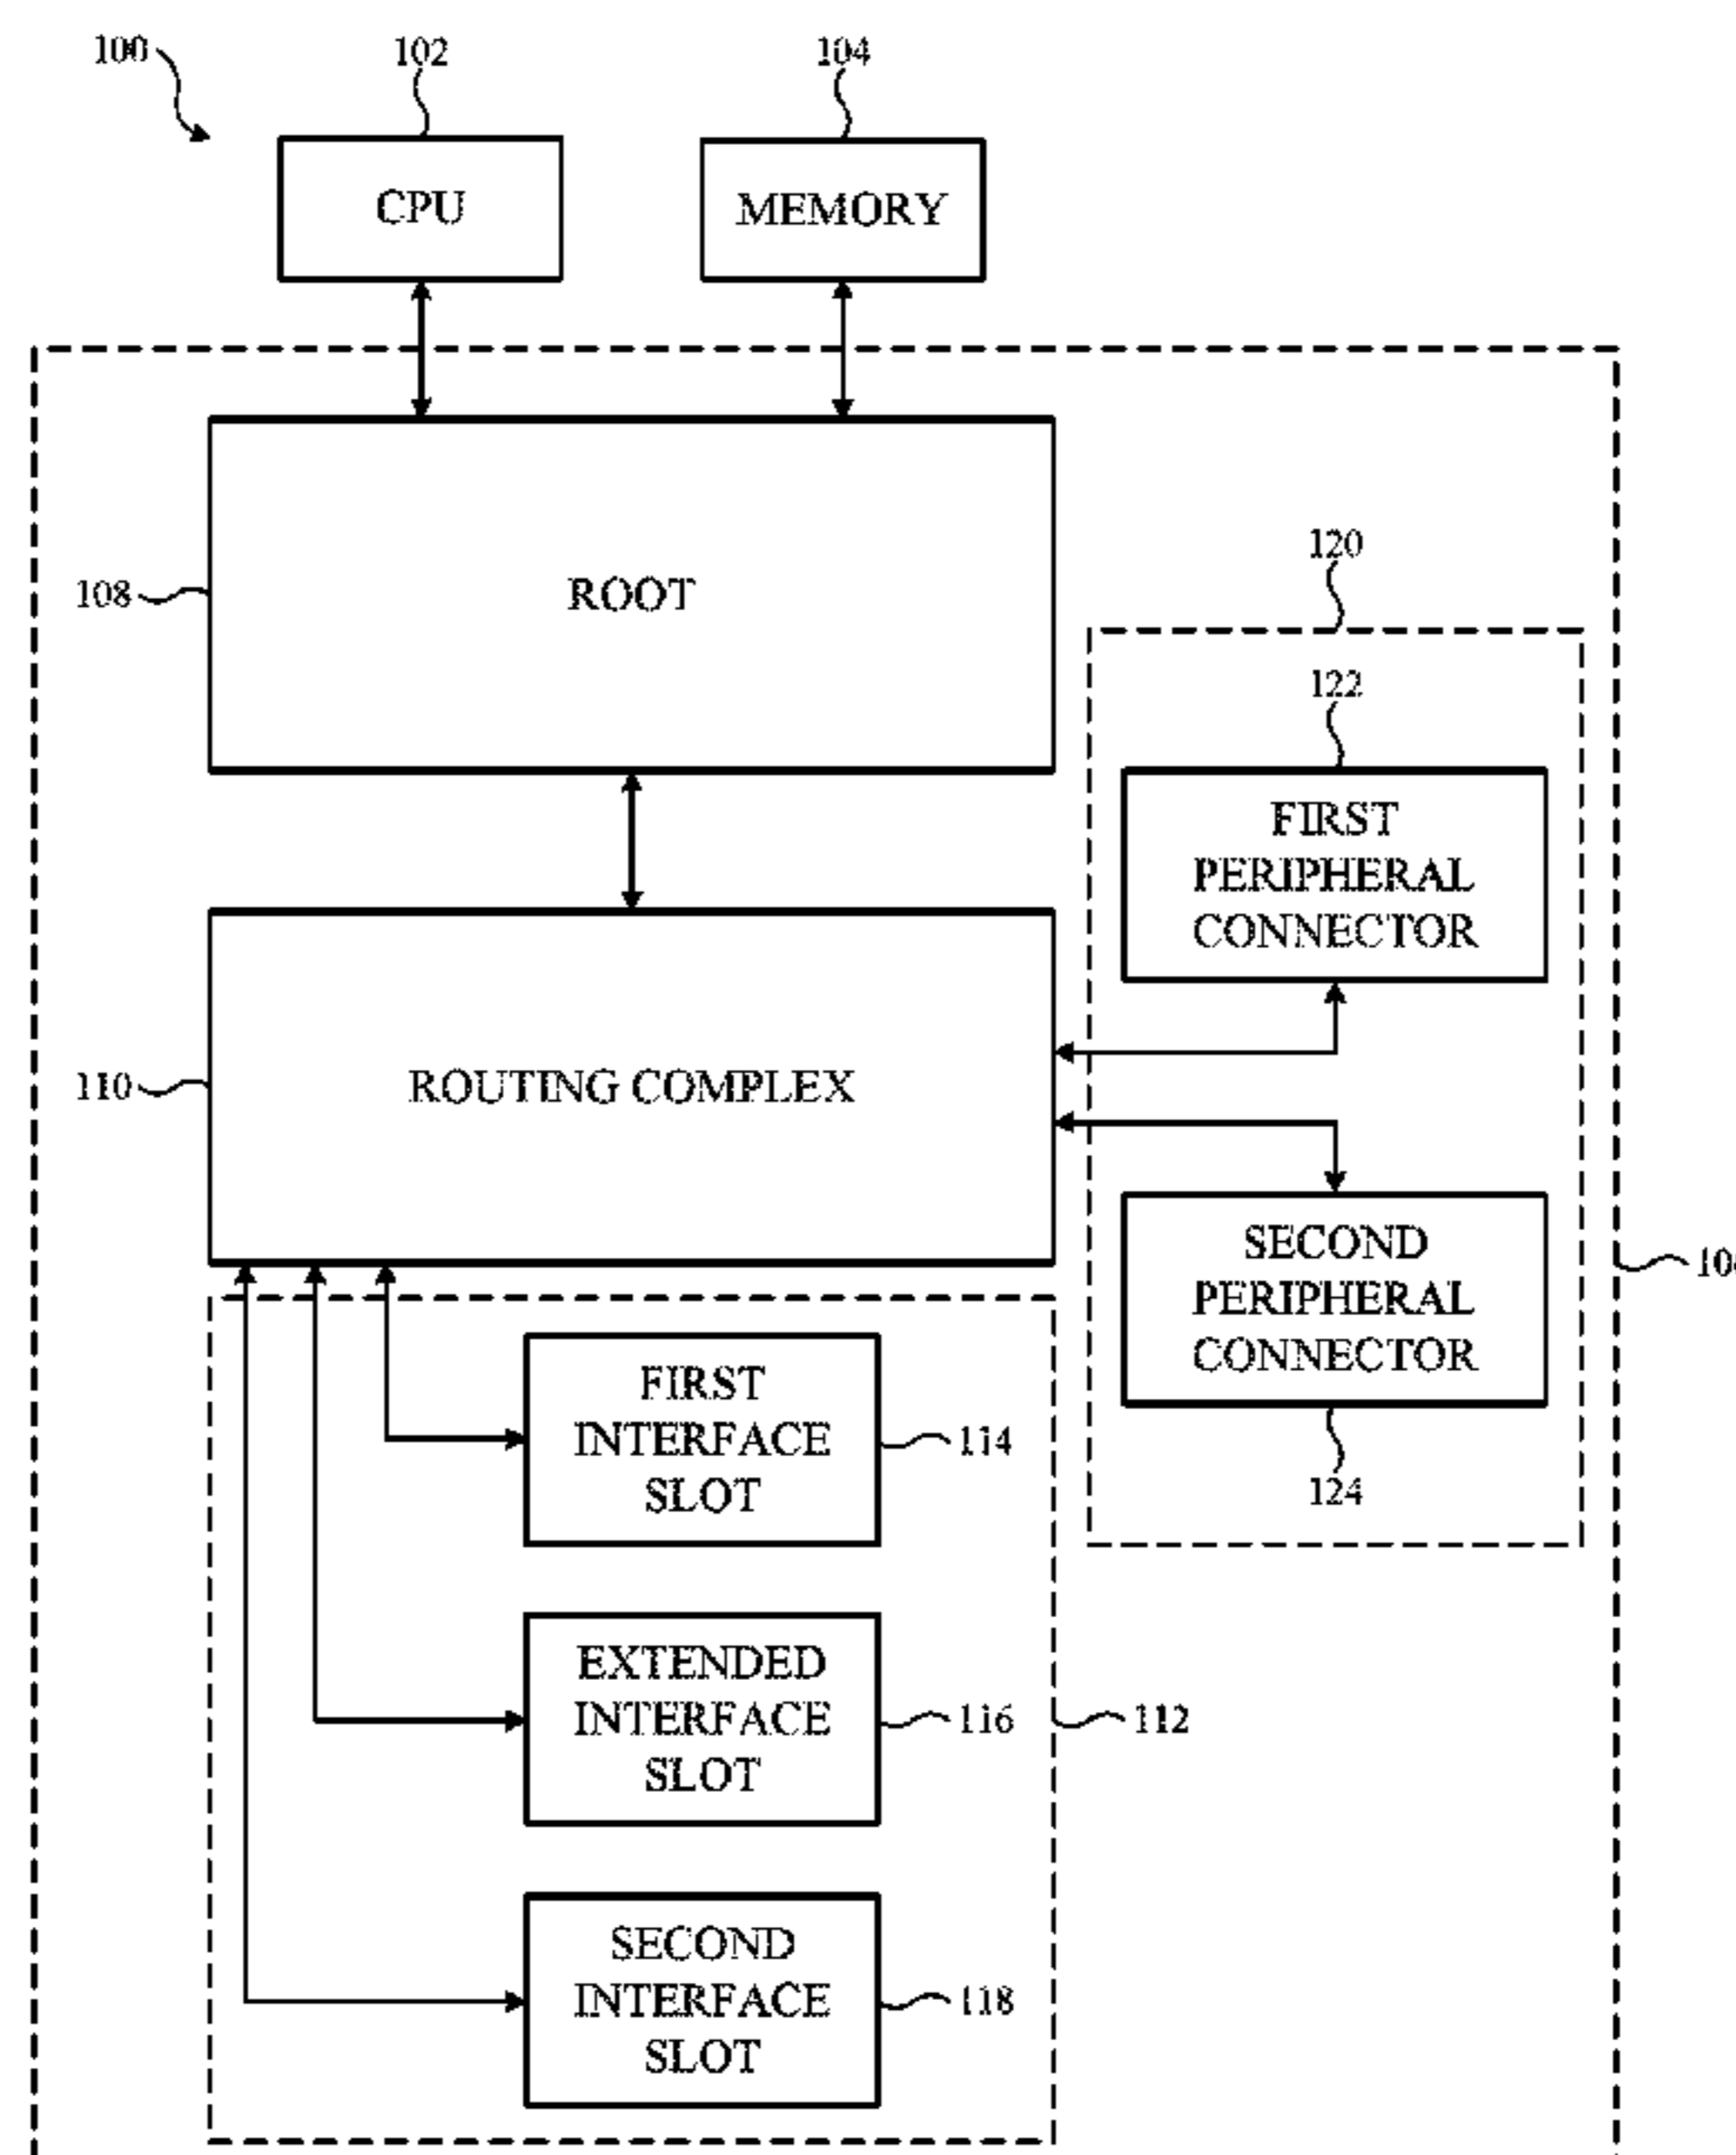 100
102
104
CPU
MEMORY
108
ROOT
120
122
FIRST
PERIPHERAL
CONNECTOR
110
ROUTING COMPLEX
SECOND
PERIPHERAL
CONNECTOR
124
FIRST
INTERFACE
SLOT
114
EXTENDED
INTERFACE
SLOT
116
112
SECOND
INTERFACE
SLOT
118